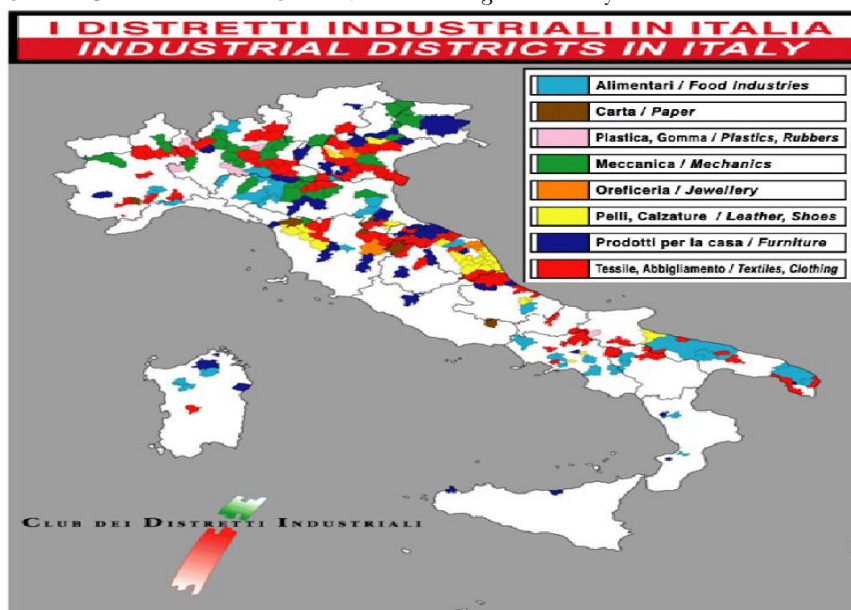 I DISTRETTI INDUSTRIALI IN ITALIA
INDUSTRIAL DISTRICTS IN ITALY
Alimentari / Food Industries
Carta / Paper
Plastica, Gomma / Plastics, Rubbers
Meccanica / Mechanics
Oreficeria / Jewellery
Pelli, Calzature / Leather, Shoes
Prodotti per la casa / Furniture
Tessile, Abbigliamento / Textiles, Clothing
CLUB DEI DISTRETTI INDUSTRIALI